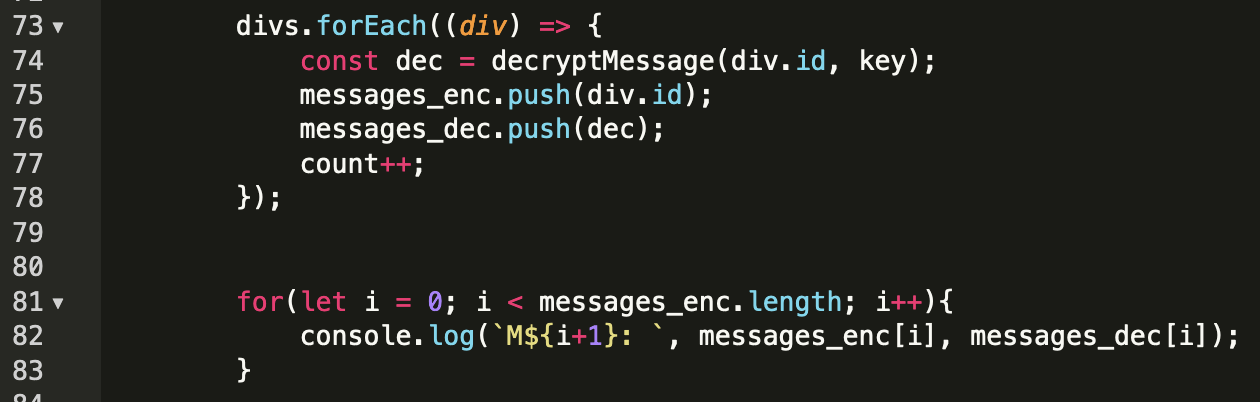 73 divs.forEach((div) => {
74 const dec = decryptMessage(div.id, key);
75 messages_enc.push(div.id);
76 messages_dec.push(dec);
77 count++;
78 });
79
80
81 for(let i = 0; i < messages_enc.length; i++){
82 console.log(`M${i+1}: `, messages_enc[i], messages_dec[i]);
83 }